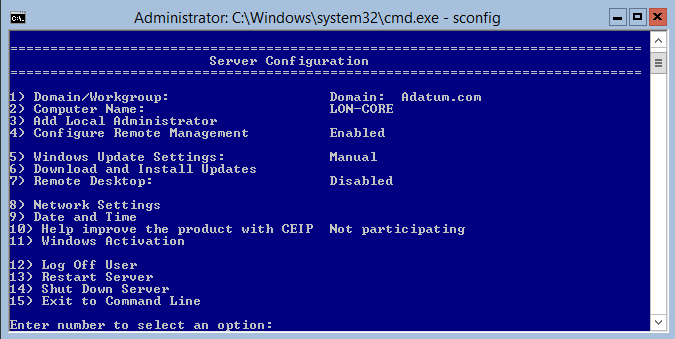 Administrator: C:\Windows\system32\cmd.exe - sconfig
===============================================================================
Server Configuration
===============================================================================
1) Domain/Workgroup: Domain: Adatum.com
2) Computer Name: LON-CORE
3) Add Local Administrator
4) Configure Remote Management Enabled
5) Windows Update Settings: Manual
6) Download and Install Updates
7) Remote Desktop: Disabled
8) Network Settings
9) Date and Time
10) Help improve the product with CEIP Not participating
11) Windows Activation
12) Log Off User
13) Restart Server
14) Shut Down Server
15) Exit to Command Line
Enter number to select an option: